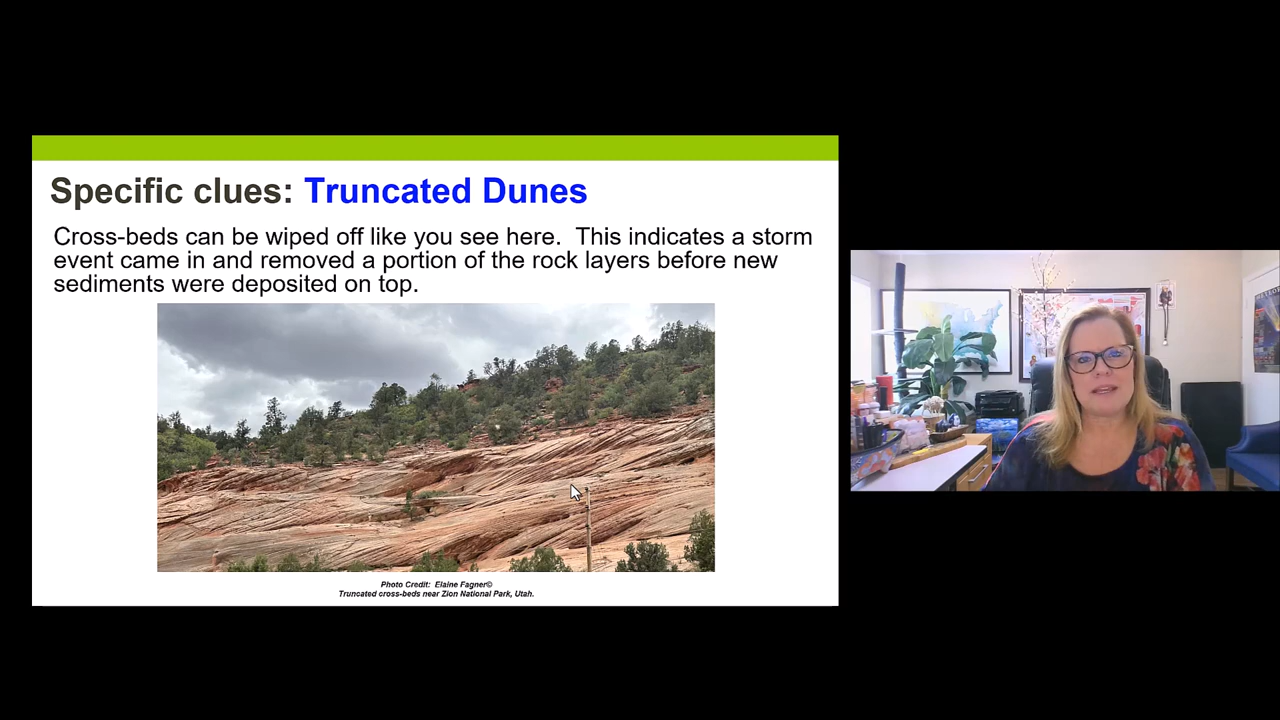 Specific clues: Truncated Dunes
Cross-beds can be wiped off like you see here.  This indicates a storm
event came in and removed a portion of the rock layers before new
sediments were deposited on top.
Photo Credit:  Elaine Fagner©
Truncated cross-beds near Zion National Park, Utah.